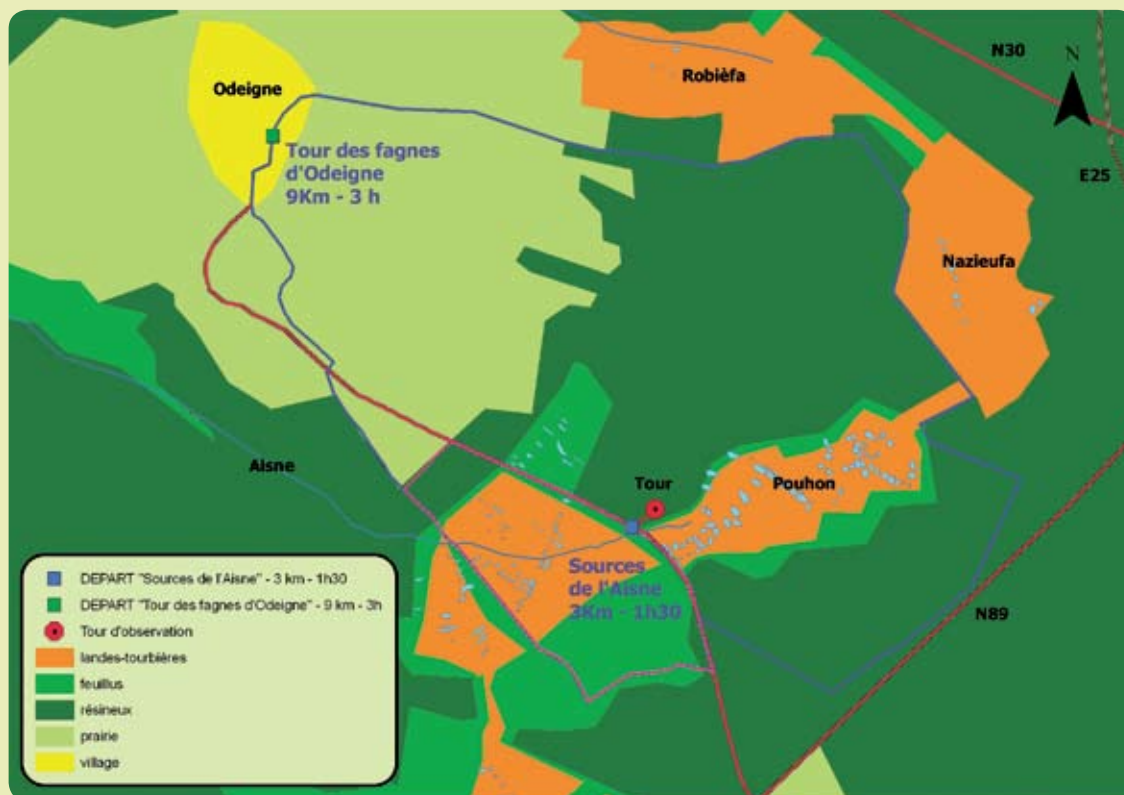 N30
N
Robièfa
Odeigne
Tour des fagnes
d'Odeigne
9Km - 3 h
E25
Nazieufa
Aisne
Tour
Pouhon
Sources
de l'Aisne
3Km - 1h30
N89
DEPART "Sources de l'Aisne" - 3 km - 1h30
DEPART "Tour des fagnes d'Odeigne" - 9 km - 3h
Tour d'observation
landes-tourbières
feuillus
résineux
prairie
village